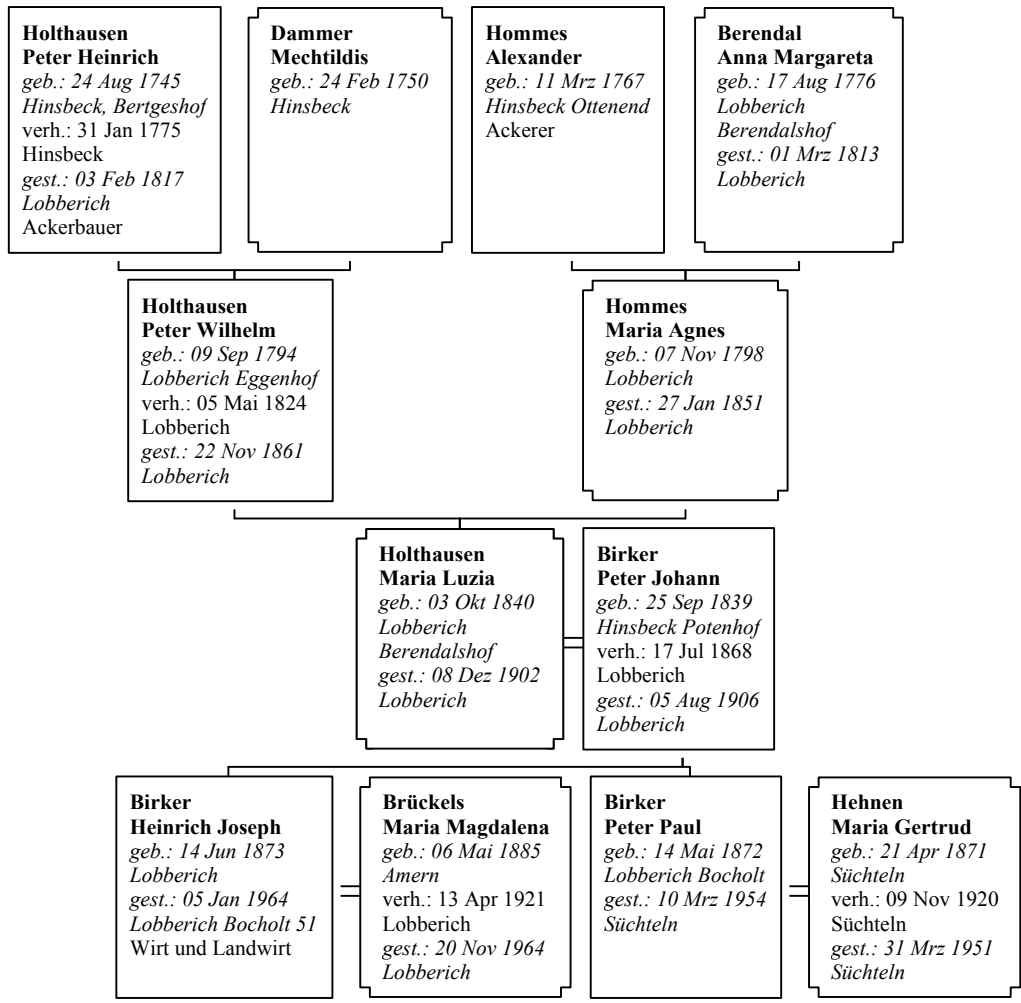 Holthausen
Peter Heinrich
geb.: 24 Aug 1745
Hinsbeck, Bertgeshof
verh.: 31 Jan 1775
Hinsbeck
gest.: 03 Feb 1817
Lobberich
Ackerbauer
Dammer
Mechtildis
geb.: 24 Feb 1750
Hinsbeck
Hommes
Alexander
geb.: 11 Mrz 1767
Hinsbeck Ottenend
Ackerer
Berendal
Anna Margareta
geb.: 17 Aug 1776
Lobberich
Berendalshof
gest.: 01 Mrz 1813
Lobberich
Holthausen
Peter Wilhelm
geb.: 09 Sep 1794
Lobberich Eggenhof
verh.: 05 Mai 1824
Lobberich
gest.: 22 Nov 1861
Lobberich
Hommes
Maria Agnes
geb.: 07 Nov 1798
Lobberich
gest.: 27 Jan 1851
Lobberich
Holthausen
Maria Luzia
geb.: 03 Okt 1840
Lobberich
Berendalshof
gest.: 08 Dez 1902
Lobberich
Birker
Peter Johann
geb.: 25 Sep 1839
Hinsbeck Potenhof
verh.: 17 Jul 1868
Lobberich
gest.: 05 Aug 1906
Lobberich
Birker
Heinrich Joseph
geb.: 14 Jun 1873
Lobberich
gest.: 05 Jan 1964
Lobberich Bocholt 51
Wirt und Landwirt
Brückels
Maria Magdalena
geb.: 06 Mai 1885
Amern
verh.: 13 Apr 1921
Lobberich
gest.: 20 Nov 1964
Lobberich
Birker
Peter Paul
geb.: 14 Mai 1872
Lobberich Bocholt
gest.: 10 Mrz 1954
Süchteln
Hehnen
Maria Gertrud
geb.: 21 Apr 1871
Süchteln
verh.: 09 Nov 1920
Süchteln
gest.: 31 Mrz 1951
Süchteln